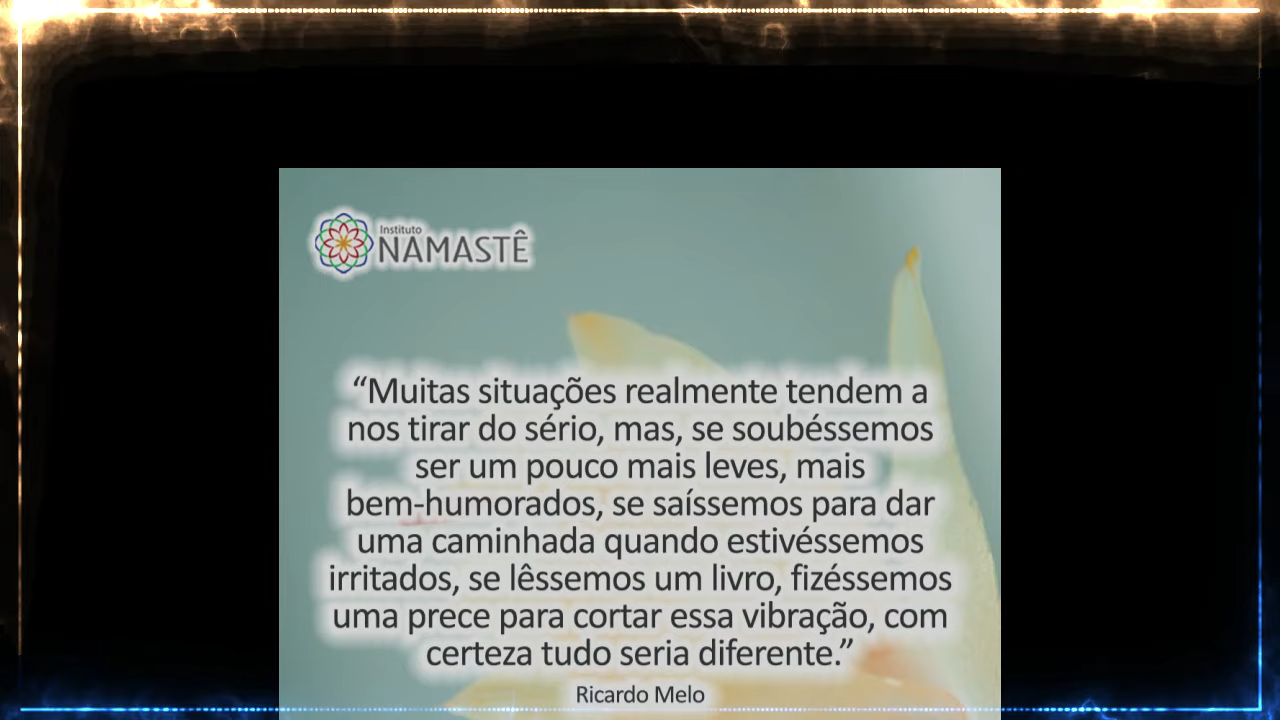 Instituto
NAMASTÊ
“Muitas situações realmente tendem a
nos tirar do sério, mas, se soubéssemos
ser um pouco mais leves, mais
bem-humorados, se saíssemos para dar
uma caminhada quando estivéssemos
irritados, se lêssemos um livro, fizéssemos
uma prece para cortar essa vibração, com
certeza tudo seria diferente.”
Ricardo Melo